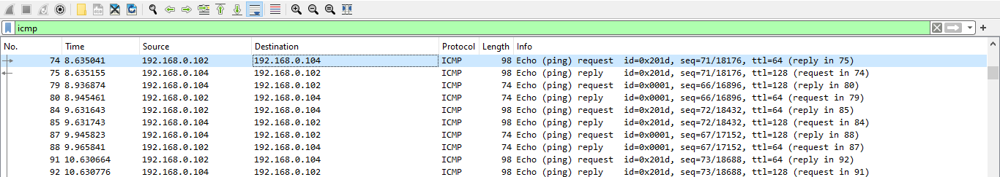 icmp
No. Time Source Destination Protocol Length Info
74 8.635041 192.168.0.102 192.168.0.104 ICMP 98 Echo (ping) request id=0x201d, seq=71/18176, ttl=64 (reply in 75)
75 8.635155 192.168.0.104 192.168.0.102 ICMP 98 Echo (ping) reply id=0x201d, seq=71/18176, ttl=128 (request in 74)
79 8.936874 192.168.0.104 192.168.0.102 ICMP 74 Echo (ping) request id=0x0001, seq=66/16896, ttl=128 (reply in 80)
80 8.945461 192.168.0.102 192.168.0.104 ICMP 74 Echo (ping) reply id=0x0001, seq=66/16896, ttl=64 (request in 79)
84 9.631643 192.168.0.102 192.168.0.104 ICMP 98 Echo (ping) request id=0x201d, seq=72/18432, ttl=64 (reply in 85)
85 9.631743 192.168.0.104 192.168.0.102 ICMP 98 Echo (ping) reply id=0x201d, seq=72/18432, ttl=128 (request in 84)
87 9.945823 192.168.0.104 192.168.0.102 ICMP 74 Echo (ping) request id=0x0001, seq=67/17152, ttl=128 (reply in 88)
88 9.965841 192.168.0.102 192.168.0.104 ICMP 74 Echo (ping) reply id=0x0001, seq=67/17152, ttl=64 (request in 87)
91 10.630664 192.168.0.102 192.168.0.104 ICMP 98 Echo (ping) request id=0x201d, seq=73/18688, ttl=64 (reply in 92)
92 10.630776 192.168.0.104 192.168.0.102 ICMP 98 Echo (ping) reply id=0x201d, seq=73/18688, ttl=128 (request in 91)